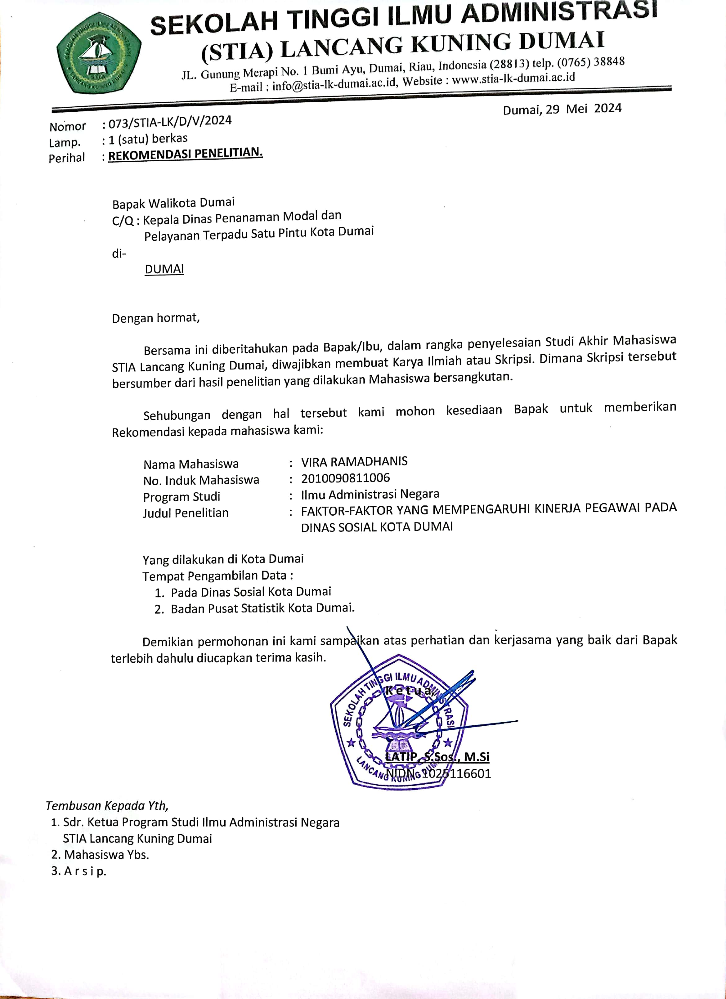 SEKOLAH TINGGI ILMU ADMINISTRASI
(STIA) LANCANG KUNING DUMAI
JL. Gunung Merapi No. 1 Bumi Ayu, Dumai, Riau, Indonesia (28813) telp. (0765) 38848
E-mail : info@stia-lk-dumai.ac.id, Website : www.stia-lk-dumai.ac.id
SEKOLAH TINGGI ILMU ADMINISTRASI
STIA
LANCANG KUNING DUMAI
Dumai, 29 Mei 2024
Nomor : 073/STIA-LK/D/V/2024
Lamp. : 1 (satu) berkas
Perihal : REKOMENDASI PENELITIAN.
Bapak Walikota Dumai
C/Q : Kepala Dinas Penanaman Modal dan
Pelayanan Terpadu Satu Pintu Kota Dumai
di-
DUMAI
Dengan hormat,
Bersama ini diberitahukan pada Bapak/Ibu, dalam rangka penyelesaian Studi Akhir Mahasiswa
STIA Lancang Kuning Dumai, diwajibkan membuat Karya Ilmiah atau Skripsi. Dimana Skripsi tersebut
bersumber dari hasil penelitian yang dilakukan Mahasiswa bersangkutan.
Sehubungan dengan hal tersebut kami mohon kesediaan Bapak untuk memberikan
Rekomendasi kepada mahasiswa kami:
Nama Mahasiswa : VIRA RAMADHANIS
No. Induk Mahasiswa : 2010090811006
Program Studi : Ilmu Administrasi Negara
Judul Penelitian : FAKTOR-FAKTOR YANG MEMPENGARUHI KINERJA PEGAWAI PADA
DINAS SOSIAL KOTA DUMAI
Yang dilakukan di Kota Dumai
Tempat Pengambilan Data :
1. Pada Dinas Sosial Kota Dumai
2. Badan Pusat Statistik Kota Dumai.
Demikian permohonan ini kami sampaikan atas perhatian dan kerjasama yang baik dari Bapak
terlebih dahulu diucapkan terima kasih.
SEKOLAH TINGGI ILMU ADMINISTRASI
K e t u a,
LATIP, S.Sos., M.Si
NIDN. 1025116601
LANCANG KUNING DUMAI
Tembusan Kepada Yth,
1. Sdr. Ketua Program Studi Ilmu Administrasi Negara
STIA Lancang Kuning Dumai
2. Mahasiswa Ybs.
3. A r s i p.